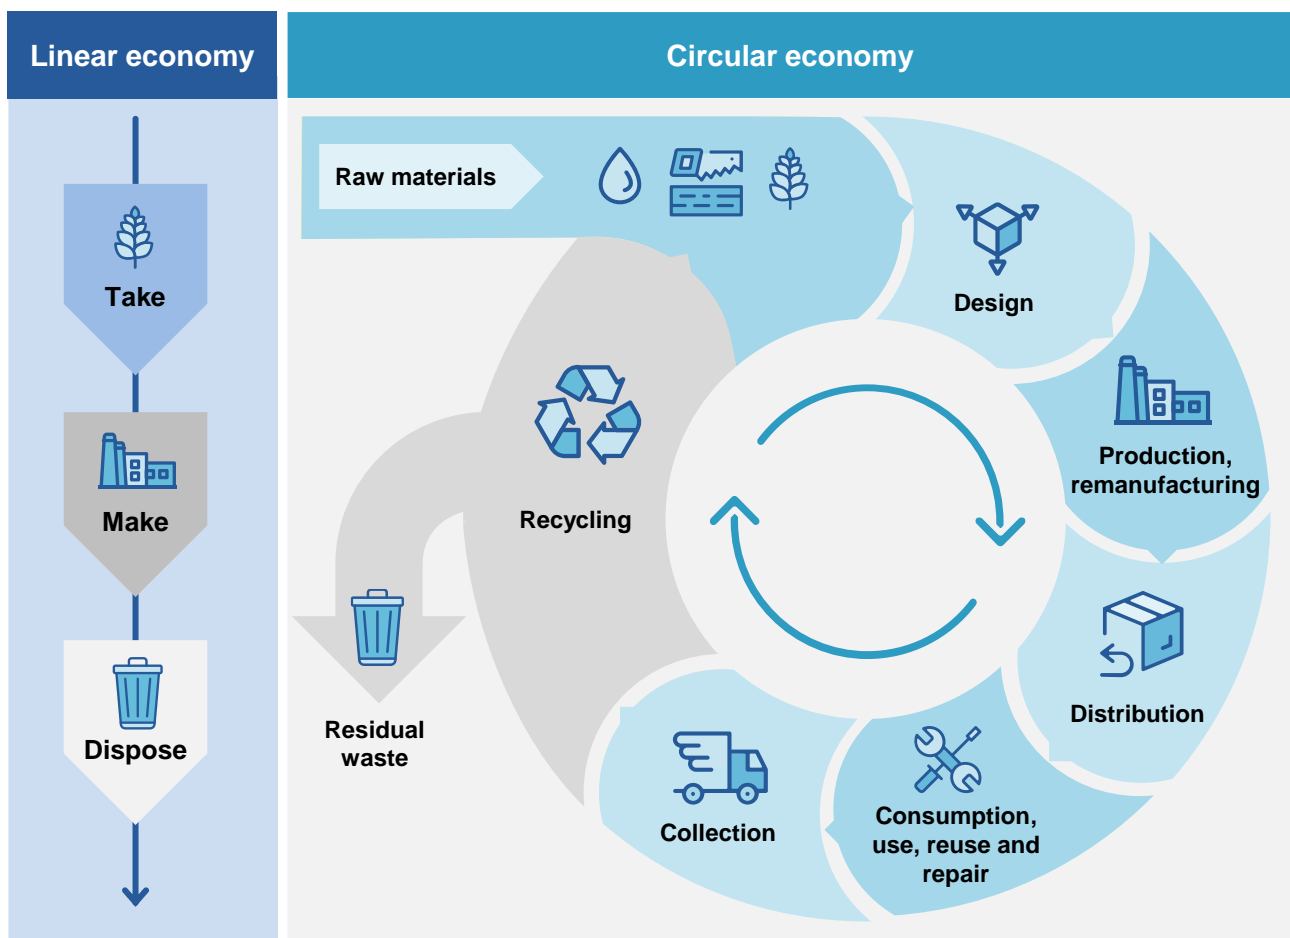 Linear economy
Take
Make
Dispose
Circular economy
Raw materials
Design
Production,
remanufacturing
Distribution
Consumption,
use, reuse and
repair
Collection
Recycling
Residual
waste